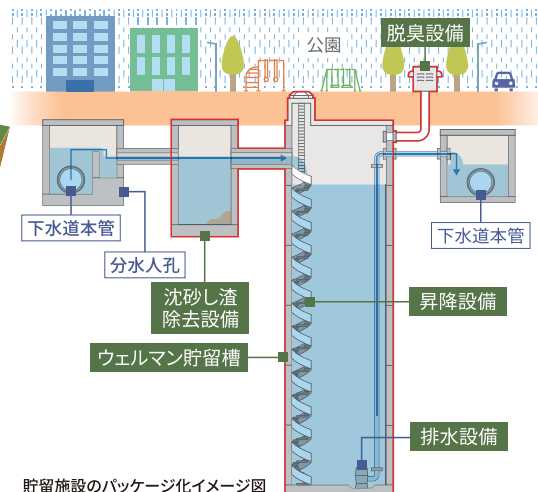 公園
脱臭設備
下水道本管
分水人孔
下水道本管
沈砂し渣
除去設備
昇降設備
ウェルマン貯留槽
排水設備
貯留施設のパッケージ化イメージ図